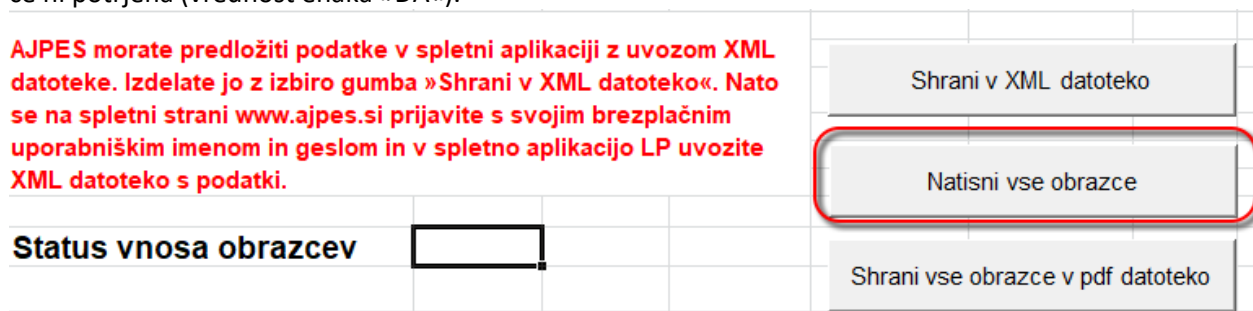 AJPES morate predložiti podatke v spletni aplikaciji z uvozom XML
datoteke. Izdelate jo z izbiro gumba »Shrani v XML datoteko«. Nato
se na spletni strani www.ajpes.si prijavite s svojim brezplačnim
uporabniškim imenom in geslom in v spletno aplikacijo LP uvozite
XML datoteko s podatki.
Shrani v XML datoteko
Natisni vse obrazce
Status vnosa obrazcev
Shrani vse obrazce v pdf datoteko